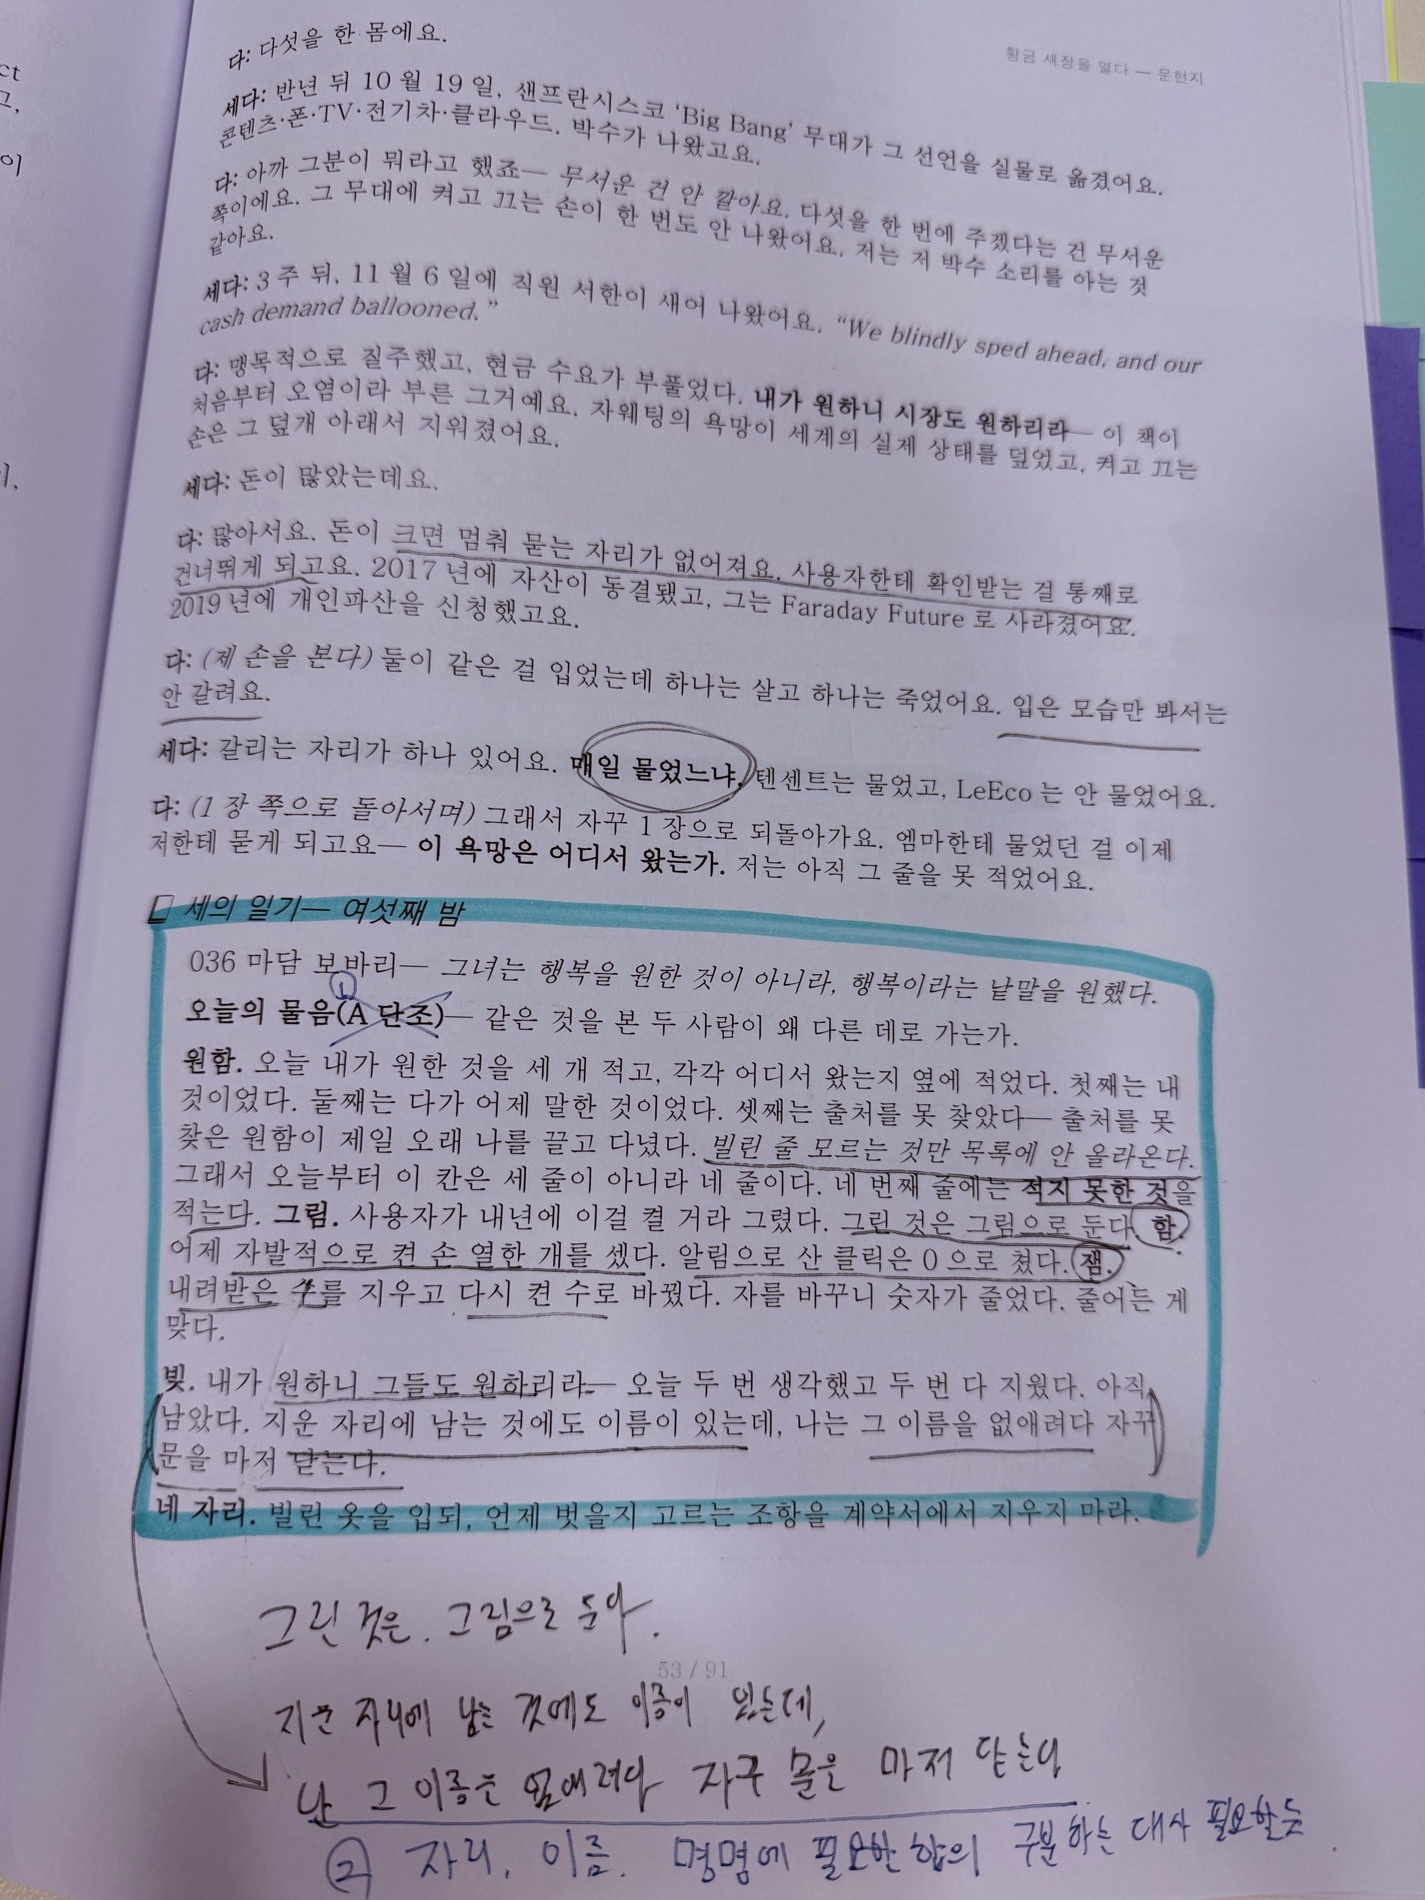 ct
고,
이
황금 새장을 열다 — 문현지
다: 다섯을 한 몸에요.
세다: 반년 뒤 10 월 19 일, 샌프란시스코 ‘Big Bang’ 무대가 그 선언을 실물로 옮겼어요.
콘텐츠·폰·TV·전기차·클라우드. 박수가 나왔고요.
다: 아까 그분이 뭐라고 했죠— 무서운 건 안 깔아요. 다섯을 한 번에 주겠다는 건 무서운
쪽이에요. 그 무대에 켜고 끄는 손이 한 번도 안 나왔어요. 저는 저 박수 소리를 아는 것
같아요.
세다: 3 주 뒤, 11 월 6 일에 직원 서한이 새어 나왔어요. “We blindly sped ahead, and our
cash demand ballooned.”
다: 맹목적으로 질주했고, 현금 수요가 부풀었다. 내가 원하니 시장도 원하리라— 이 책이
처음부터 오염이라 부른 그거예요. 자웨팅의 욕망이 세계의 실제 상태를 덮었고, 켜고 끄는
손은 그 덮개 아래서 지워졌어요.
세다: 돈이 많았는데요.
다: 많아서요. 돈이 크면 멈춰 묻는 자리가 없어져요. 사용자한테 확인받는 걸 통째로
건너뛰게 되고요. 2017 년에 자산이 동결됐고, 그는 Faraday Future 로 사라졌어요.
2019 년에 개인파산을 신청했고요.
다: (제 손을 본다) 둘이 같은 걸 입었는데 하나는 살고 하나는 죽었어요. 입은 모습만 봐서는
안 갈려요.
세다: 갈리는 자리가 하나 있어요. 매일 물었느냐. 텐센트는 물었고, LeEco 는 안 물었어요.
다: (1 장 쪽으로 돌아서며) 그래서 자꾸 1 장으로 되돌아가요. 엠마한테 물었던 걸 이제
저한테 묻게 되고요— 이 욕망은 어디서 왔는가. 저는 아직 그 줄을 못 적었어요.
세의 일기— 여섯째 밤
036 마담 보바리— 그녀는 행복을 원한 것이 아니라, 행복이라는 낱말을 원했다.
①
오늘의 물음(A 단조)— 같은 것을 본 두 사람이 왜 다른 데로 가는가.
원함. 오늘 내가 원한 것을 세 개 적고, 각각 어디서 왔는지 옆에 적었다. 첫째는 내
것이었다. 둘째는 다가 어제 말한 것이었다. 셋째는 출처를 못 찾았다— 출처를 못
찾은 원함이 제일 오래 나를 끌고 다녔다. 빌린 줄 모르는 것만 목록에 안 올라온다.
그래서 오늘부터 이 칸은 세 줄이 아니라 네 줄이다. 네 번째 줄에는 적지 못한 것을
적는다. 그림. 사용자가 내년에 이걸 켤 거라 그렸다. 그린 것은 그림으로 둔다. 함.
어제 자발적으로 켠 손 열한 개를 셌다. 알림으로 산 클릭은 0 으로 쳤다. 잼.
내려받은 수를 지우고 다시 켠 수로 바꿨다. 자를 바꾸니 숫자가 줄었다. 줄어든 게
맞다.
빚. 내가 원하니 그들도 원하리라— 오늘 두 번 생각했고 두 번 다 지웠다. 아직
남았다. 지운 자리에 남는 것에도 이름이 있는데, 나는 그 이름을 없애려다 자꾸
문을 마저 닫는다.
네 자리. 빌린 옷을 입되, 언제 벗을지 고르는 조항을 계약서에서 지우지 마라.
그린 것은. 그림으로 둬.
53 / 91
지운 자리에 남는 것에도 이름이 있는데,
난 그 이름을 없애려다 자꾸 문을 마저 닫는다
② 자리, 이름. 명명에 필요한 합의 구분하는 대사 필요할듯.